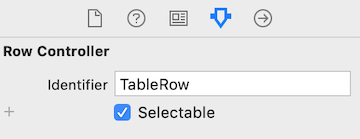 Row Controller
Identifier TableRow
Selectable